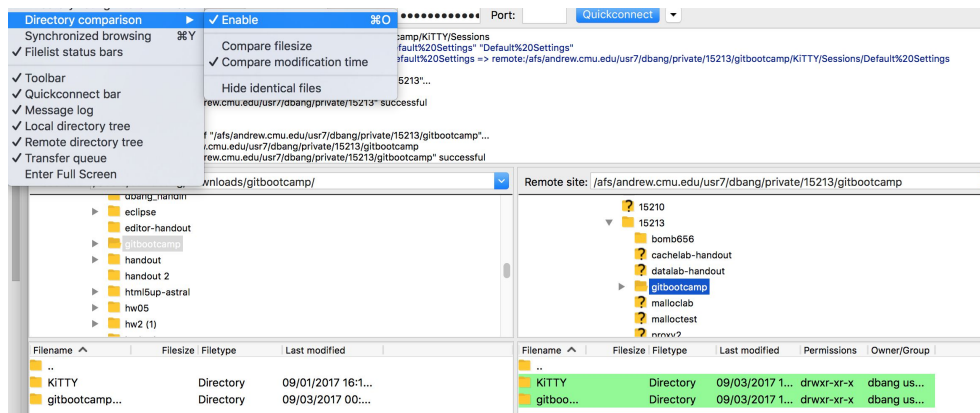 Directory comparison ▶ ✓ Enable ⌘O •••••••••••• Port: Quickconnect
Synchronized browsing ⌘Y
camp/KiTTY/Sessions
Compare filesize
efault%20Settings" "Default%20Settings"
✓ Filelist status bars
✓ Compare modification time
efault%20Settings => remote:/afs/andrew.cmu.edu/usr7/dbang/private/15213/gitbootcamp/KiTTY/Sessions/Default%20Settings
✓ Toolbar
5213"...
✓ Quickconnect bar
Hide identical files
✓ Message log
rew.cmu.edu/usr7/dbang/private/15213" successful
✓ Local directory tree
✓ Remote directory tree
f "/afs/andrew.cmu.edu/usr7/dbang/private/15213/gitbootcamp"...
.cmu.edu/usr7/dbang/private/15213/gitbootcamp
✓ Transfer queue
rew.cmu.edu/usr7/dbang/private/15213/gitbootcamp" successful
Enter Full Screen
wnloads/gitbootcamp/
Remote site: /afs/andrew.cmu.edu/usr7/dbang/private/15213/gitbootcamp
dbang_handin
eclipse
editor-handout
gitbootcamp
handout
handout 2
html5up-astral
hw05
hw2 (1)
15210
15213
bomb656
cachelab-handout
datalab-handout
gitbootcamp
malloclab
malloctest
proxy2
Filename Filesize Filetype Last modified
..
KiTTY Directory 09/01/2017 16:1...
gitbootcamp... Directory 09/03/2017 00:...
Filename Filesize Filetype Last modified Permissions Owner/Group
..
KiTTY Directory 09/03/2017 1... drwxr-xr-x dbang us...
gitboo... Directory 09/03/2017 1... drwxr-xr-x dbang us...